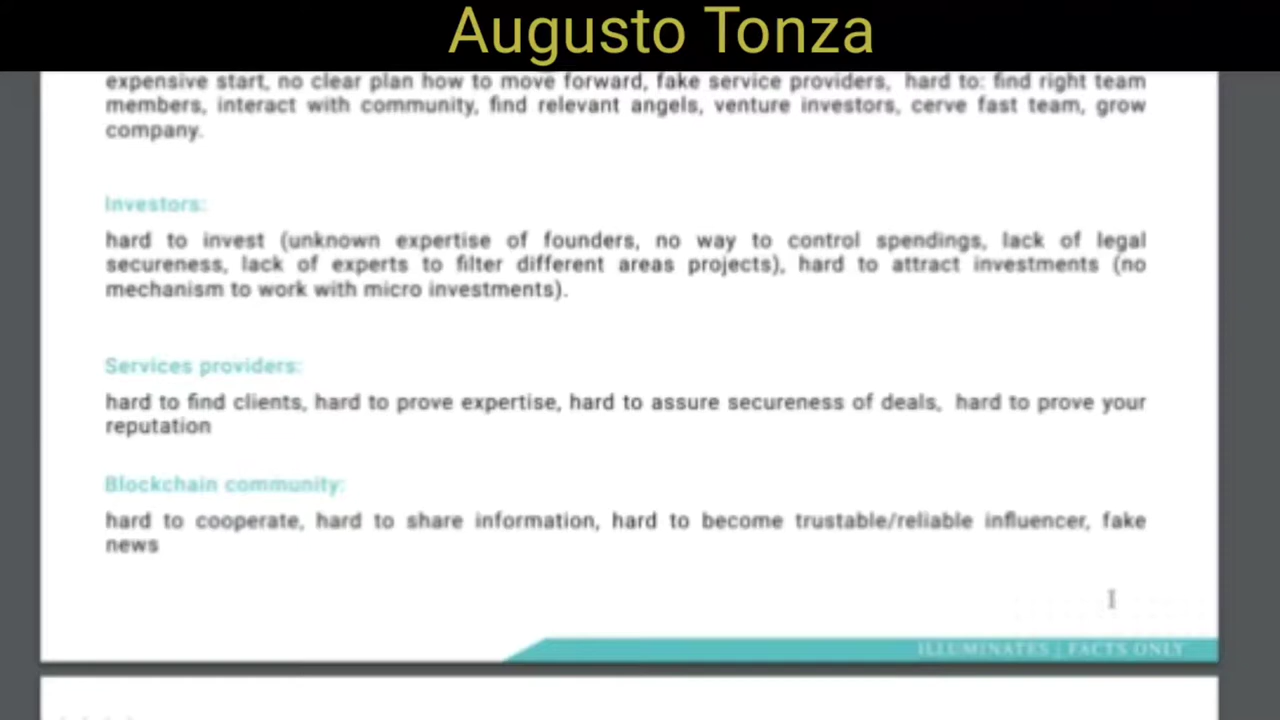 Augusto Tonza
expensive start, no clear plan how to move forward, fake service providers, hard to: find right team
members, interact with community, find relevant angels, venture investors, cerve fast team, grow
company.
Investors:
hard to invest (unknown expertise of founders, no way to control spendings, lack of legal
secureness, lack of experts to filter different areas projects), hard to attract investments (no
mechanism to work with micro investments).
Services providers:
hard to find clients, hard to prove expertise, hard to assure secureness of deals, hard to prove your
reputation
Blockchain community:
hard to cooperate, hard to share information, hard to become trustable/reliable influencer, fake
news
ILLUMINATES | FACTS ONLY